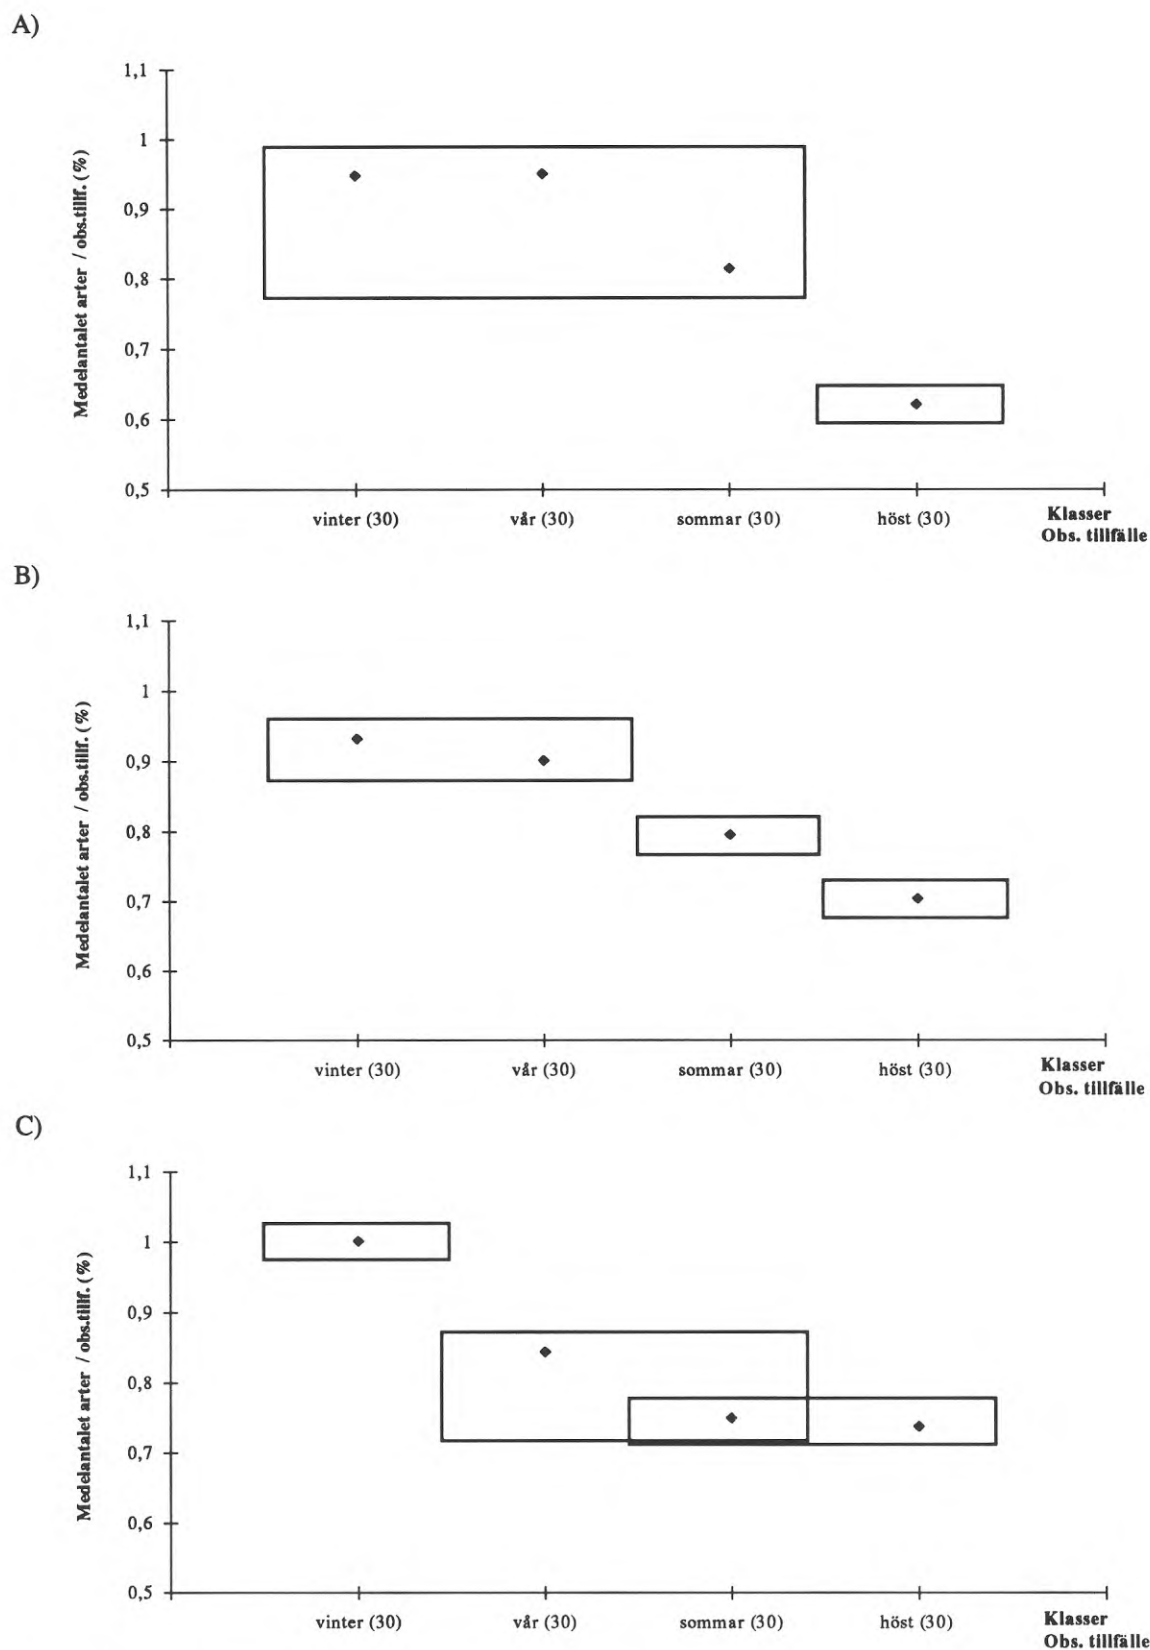 A)
Medelantalet arter / obs.tillf. (%)
1,1
1
0,9
0,8
0,7
0,6
0,5
vinter (30) vår (30) sommar (30) höst (30) Klasser
Obs. tillfälle
B)
Medelantalet arter / obs.tillf. (%)
1,1
1
0,9
0,8
0,7
0,6
0,5
vinter (30) vår (30) sommar (30) höst (30) Klasser
Obs. tillfälle
C)
Medelantalet arter / obs.tillf. (%)
1,1
1
0,9
0,8
0,7
0,6
0,5
vinter (30) vår (30) sommar (30) höst (30) Klasser
Obs. tillfälle